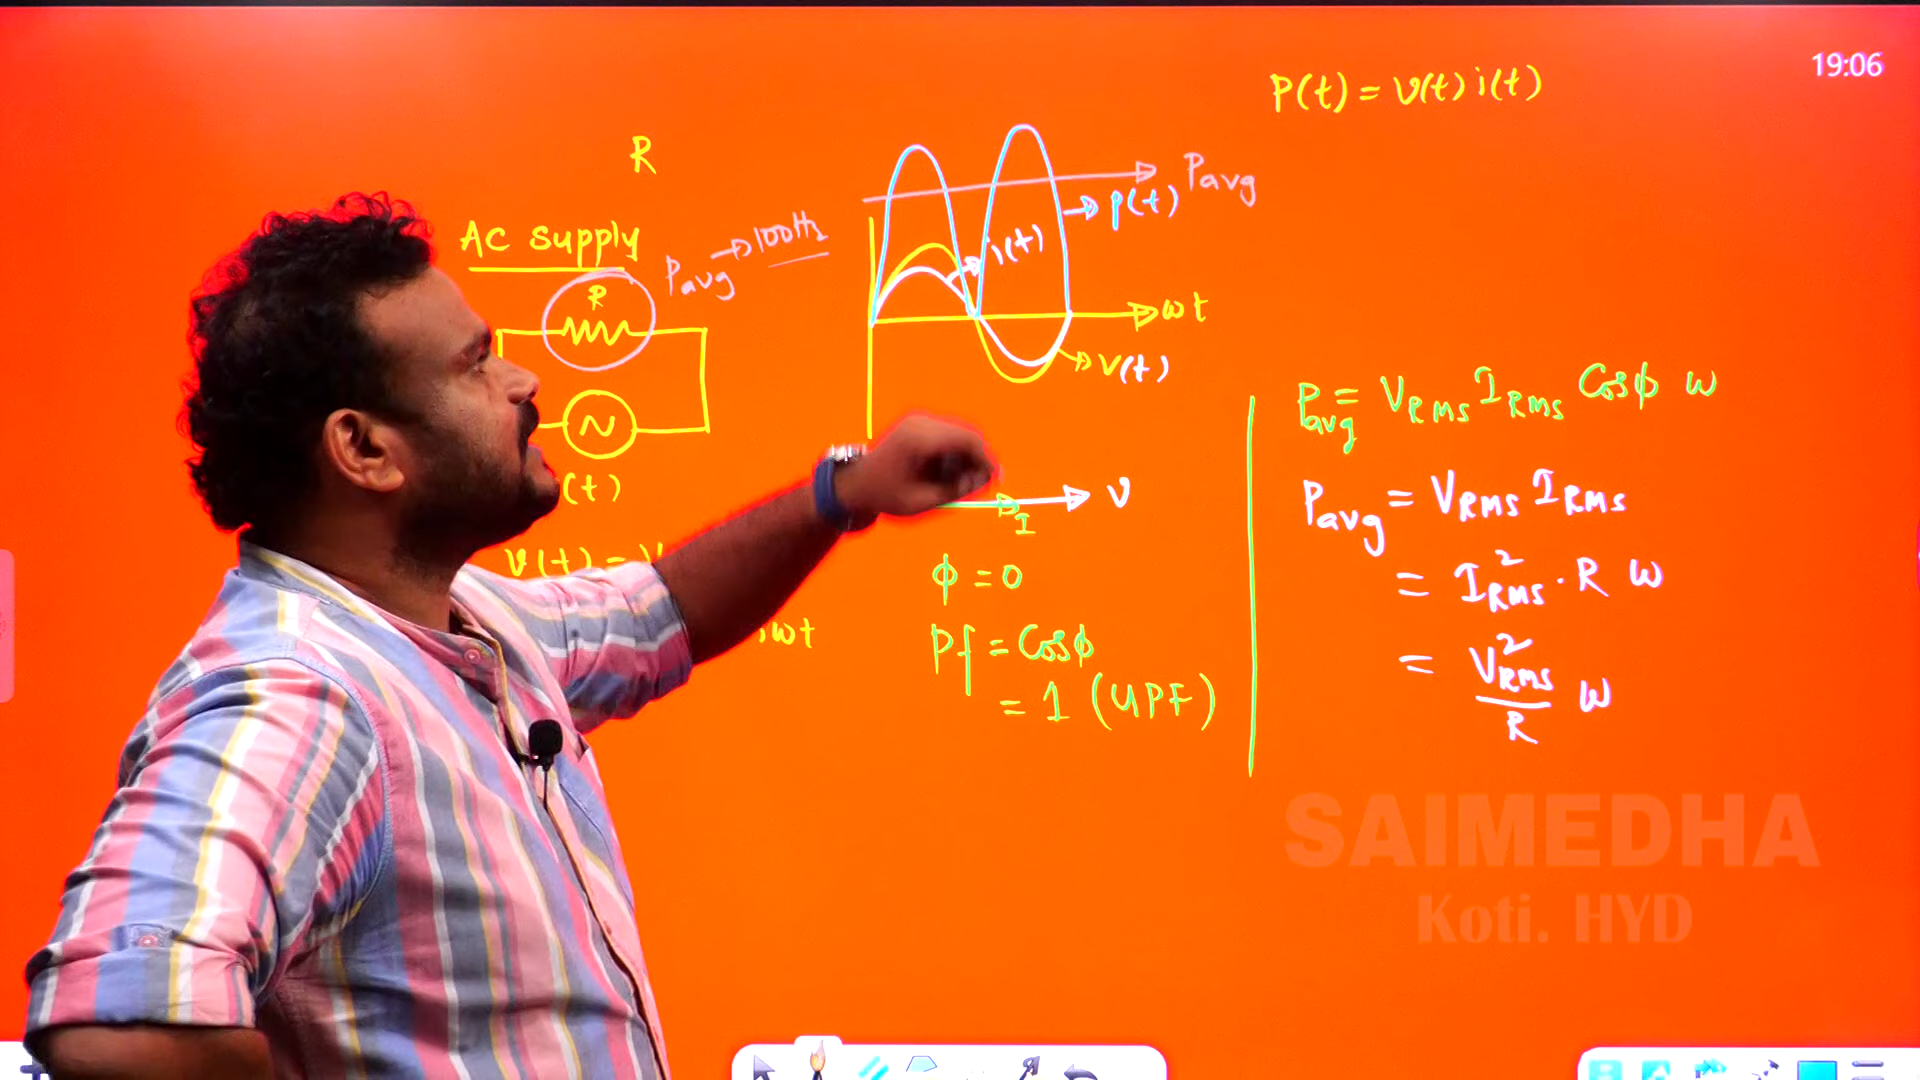 19:06
P(t) = v(t) i(t)
R
AC supply
Pavg → 100Hz
R
(t)
v(t) =
ωt
Pavg
p(t)
i(t)
ωt
v(t)
V
I
ϕ = 0
Pf = Cosϕ
= 1 (UPF)
Pavg = VRMS IRMS Cosϕ W
Pavg = VRMS IRMS
= I²RMS · R W
= V²RMS / R W
SAIMEDHA
Koti. HYD